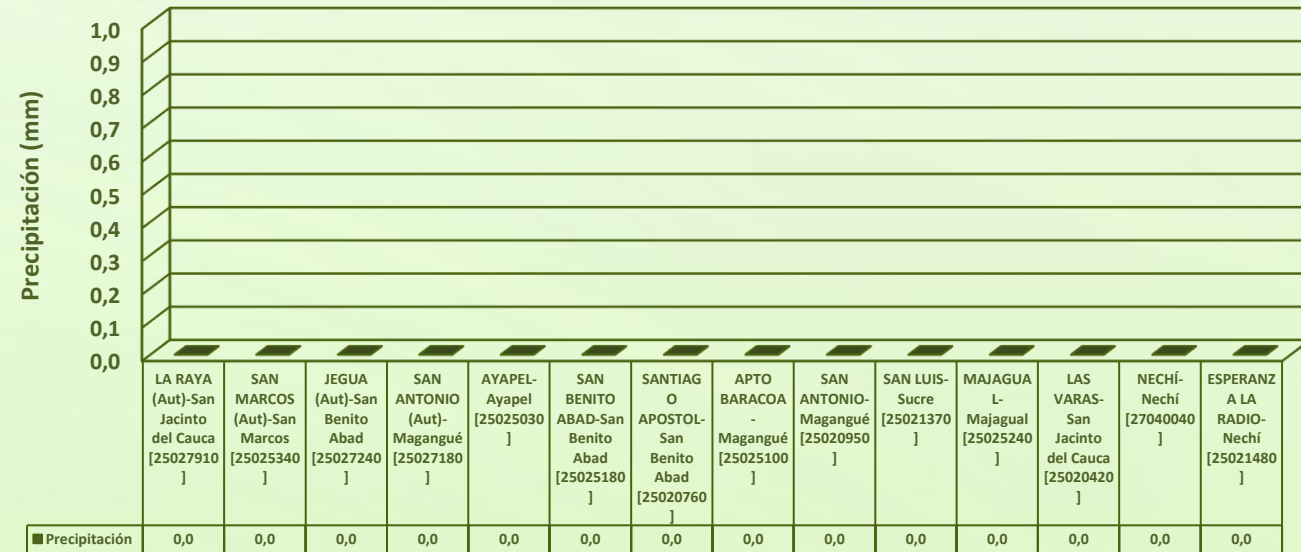 Precipitación (mm)
1,0
0,9
0,8
0,7
0,6
0,5
0,4
0,3
0,2
0,1
0,0
LA RAYA
(Aut)-San
Jacinto
del Cauca
[25027910
]
SAN
MARCOS
(Aut)-San
Marcos
[25025340
]
JEGUA
(Aut)-San
Benito
Abad
[25027240
]
SAN
ANTONIO
(Aut)-
Magangué
[25027180
]
AYAPEL-
Ayapel
[25025030
]
SAN
BENITO
ABAD-San
Benito
Abad
[25025180
]
SANTIAG
O
APOSTOL-
San
Benito
Abad
[25020760
]
APTO
BARACOA
-
Magangué
[25025100
]
SAN
ANTONIO-
Magangué
[25020950
]
SAN LUIS-
Sucre
[25021370
]
MAJAGUA
L-
Majagual
[25025240
]
LAS
VARAS-
San
Jacinto
del Cauca
[25020420
]
NECHÍ-
Nechí
[27040040
]
ESPERANZ
A LA
RADIO-
Nechí
[25021480
]
Precipitación 0,0 0,0 0,0 0,0 0,0 0,0 0,0 0,0 0,0 0,0 0,0 0,0 0,0 0,0